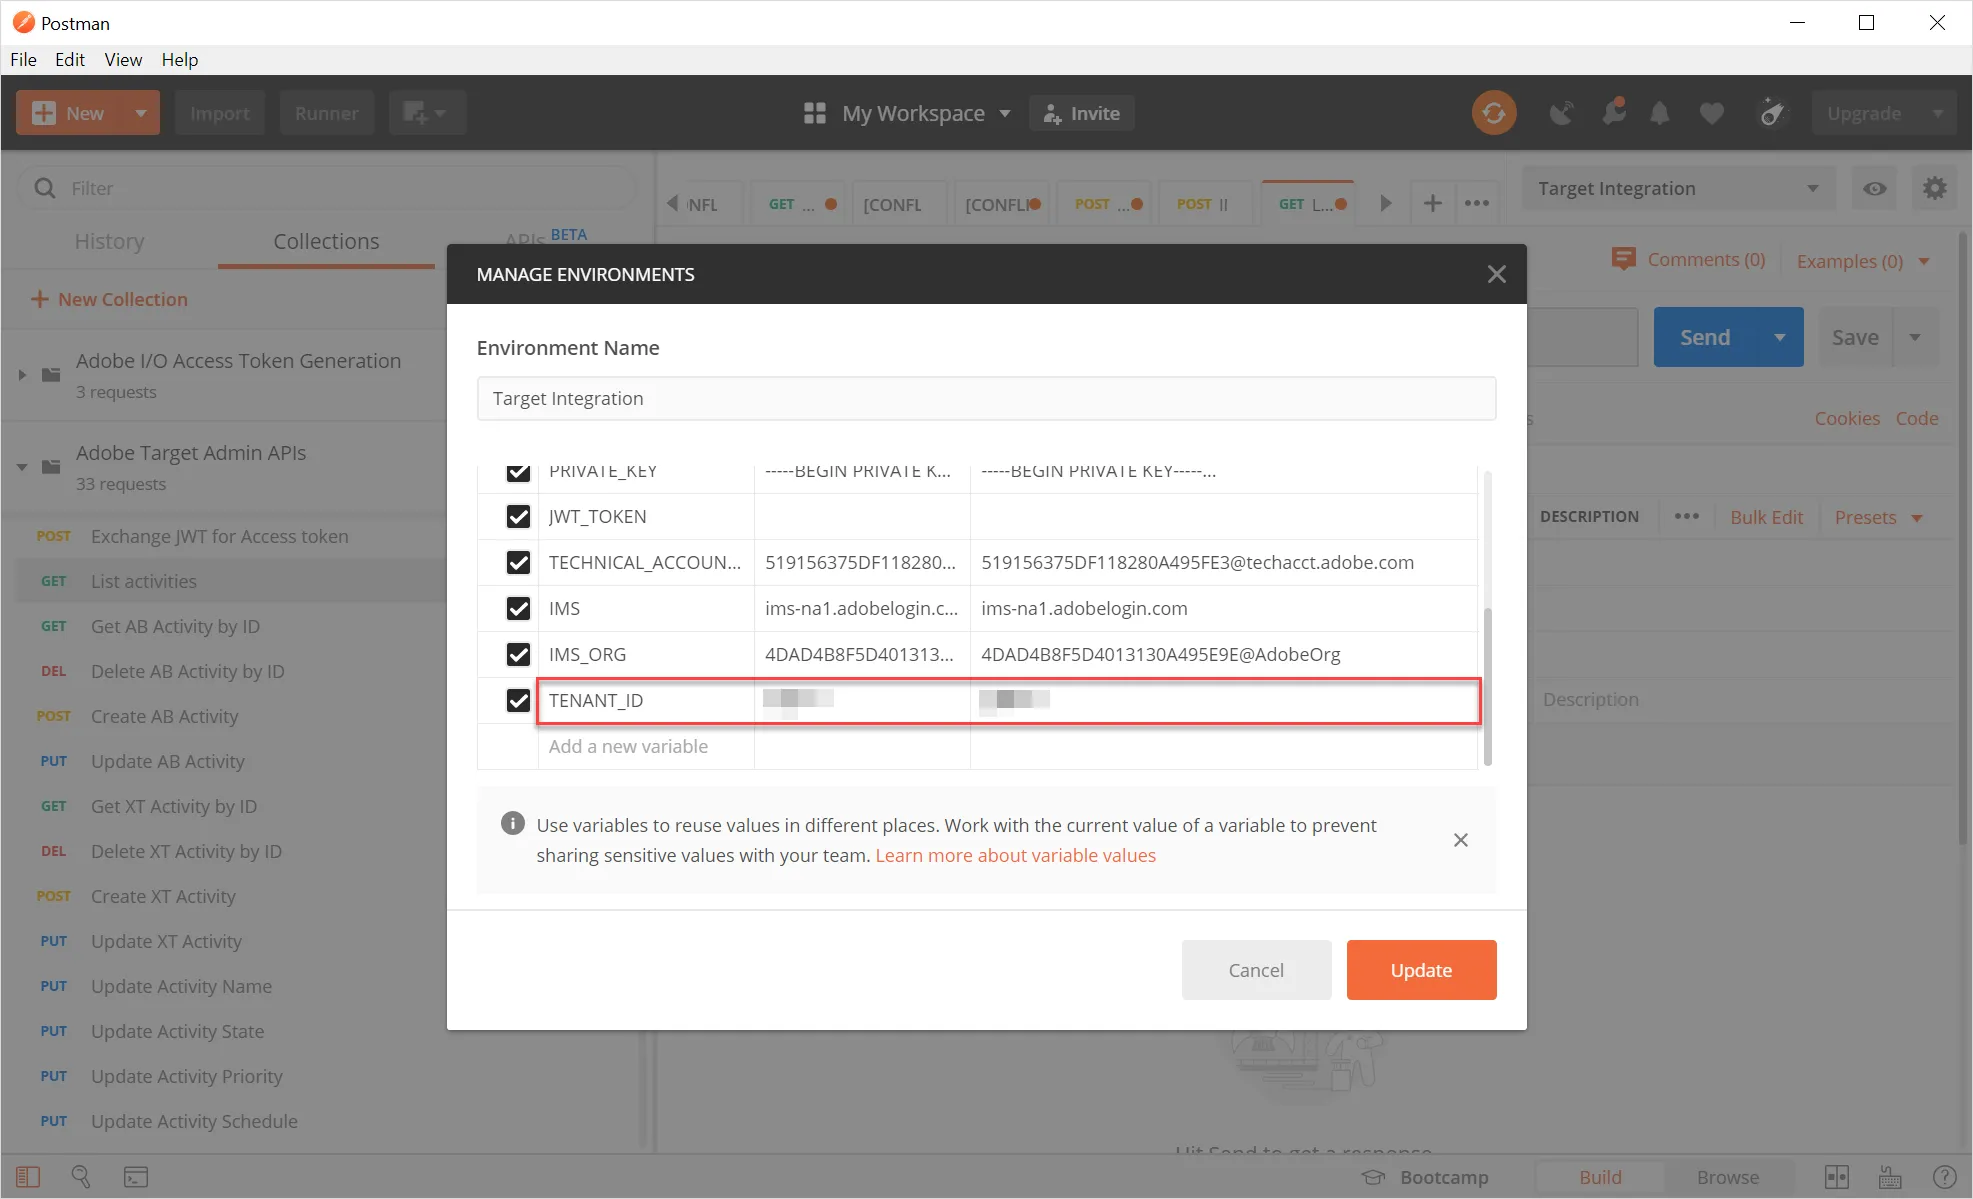 Postman
File Edit View Help
New Import Runner My Workspace Invite Upgrade
Filter
History Collections APIs BETA
NFL GET ... [CONFL [CONFLI POST ... POST II GET L...
Target Integration
Comments (0) Examples (0)
New Collection
Send Save
Adobe I/O Access Token Generation
3 requests
Cookies Code
Adobe Target Admin APIs
33 requests
DESCRIPTION ••• Bulk Edit Presets
Description
POST Exchange JWT for Access token
GET List activities
GET Get AB Activity by ID
DEL Delete AB Activity by ID
POST Create AB Activity
PUT Update AB Activity
GET Get XT Activity by ID
DEL Delete XT Activity by ID
POST Create XT Activity
PUT Update XT Activity
PUT Update Activity Name
PUT Update Activity State
PUT Update Activity Priority
PUT Update Activity Schedule
MANAGE ENVIRONMENTS
Environment Name
Target Integration
PRIVATE_KEY -----BEGIN PRIVATE K... -----BEGIN PRIVATE KEY-----...
JWT_TOKEN
TECHNICAL_ACCOUN... 519156375DF118280... 519156375DF118280A495FE3@techacct.adobe.com
IMS ims-na1.adobelogin.c... ims-na1.adobelogin.com
IMS_ORG 4DAD4B8F5D401313... 4DAD4B8F5D4013130A495E9E@AdobeOrg
TENANT_ID
Add a new variable
Use variables to reuse values in different places. Work with the current value of a variable to prevent
sharing sensitive values with your team. Learn more about variable values
Cancel Update
Hit Send to get a response
Bootcamp Build Browse